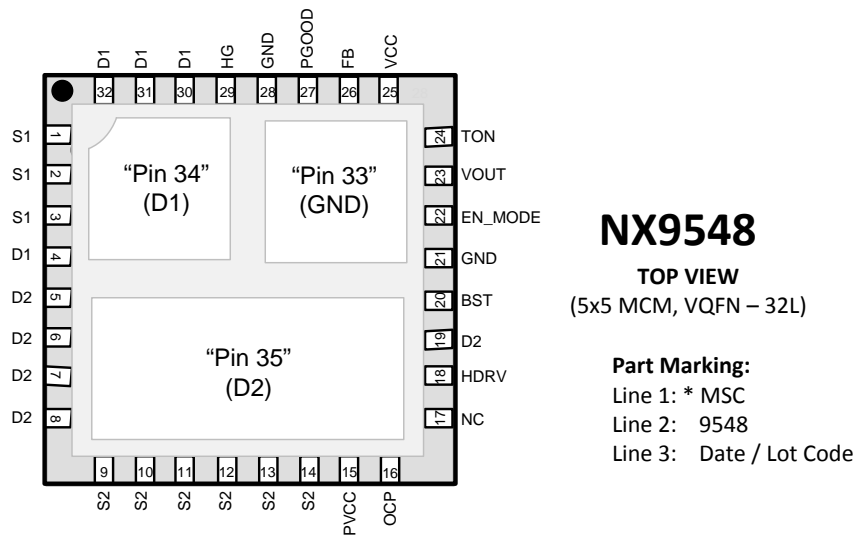 D1 D1 D1 HG GND PGOOD FB VCC
32 31 30 29 28 27 26 25
S1 1
S1 2
S1 3
D1 4
D2 5
D2 6
D2 7
D2 8
“Pin 34”
(D1)
“Pin 33”
(GND)
“Pin 35”
(D2)
24 TON
23 VOUT
22 EN_MODE
21 GND
20 BST
19 D2
18 HDRV
17 NC
9 10 11 12 13 14 15 16
S2 S2 S2 S2 S2 S2 PVCC OCP
NX9548
TOP VIEW
(5x5 MCM, VQFN – 32L)
Part Marking:
Line 1: * MSC
Line 2: 9548
Line 3: Date / Lot Code